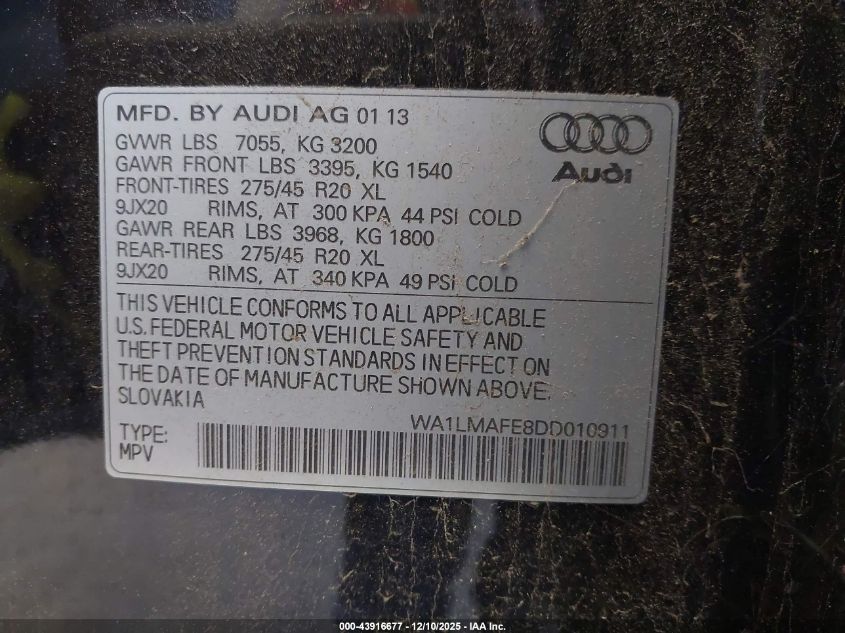 MFD. BY AUDI AG 01 13
GVWR LBS 7055, KG 3200
GAWR FRONT LBS 3395, KG 1540
FRONT-TIRES 275/45 R20 XL
9JX20 RIMS, AT 300 KPA 44 PSI COLD
GAWR REAR LBS 3968, KG 1800
REAR-TIRES 275/45 R20 XL
9JX20 RIMS, AT 340 KPA 49 PSI COLD
Audi
THIS VEHICLE CONFORMS TO ALL APPLICABLE
U.S. FEDERAL MOTOR VEHICLE SAFETY AND
THEFT PREVENTION STANDARDS IN EFFECT ON
THE DATE OF MANUFACTURE SHOWN ABOVE.
SLOVAKIA
WA1LMAFE8DD010911
TYPE:
MPV
000-43916677 - 12/10/2025 - IAA Inc.